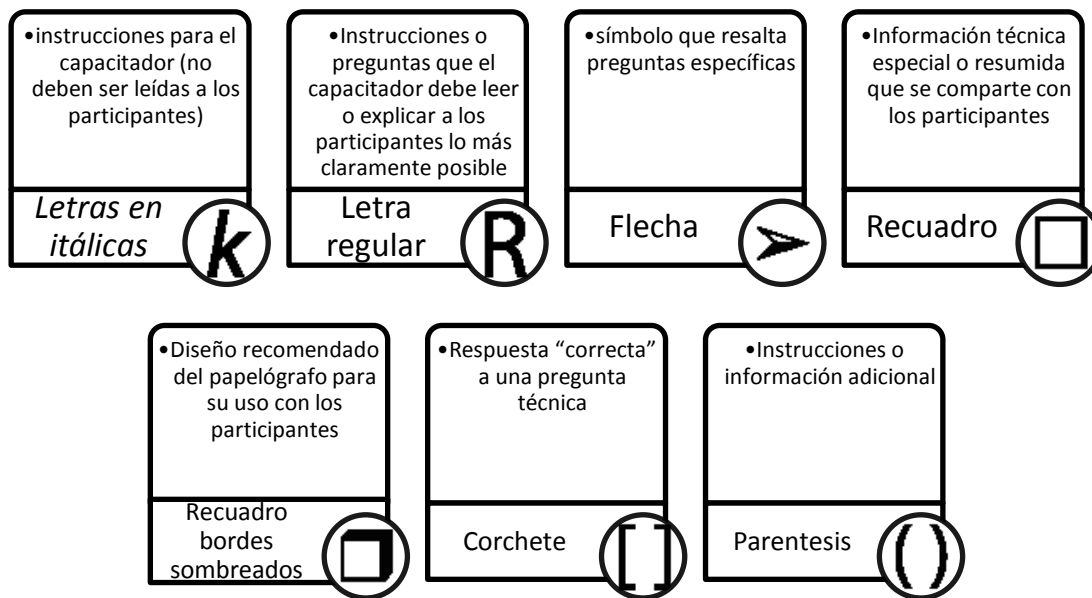 •instrucciones para el
capacitador (no
deben ser leídas a los
participantes)
Letras en
itálicas
k
•Instrucciones o
preguntas que el
capacitador debe leer
o explicar a los
participantes lo más
claramente posible
Letra
regular
R
•símbolo que resalta
preguntas específicas
Flecha
➢
•Información técnica
especial o resumida
que se comparte con
los participantes
Recuadro
•Diseño recomendado
del papelógrafo para
su uso con los
participantes
Recuadro
bordes
sombreados
•Respuesta “correcta”
a una pregunta
técnica
Corchete
[ ]
•Instrucciones o
información adicional
Parentesis
( )